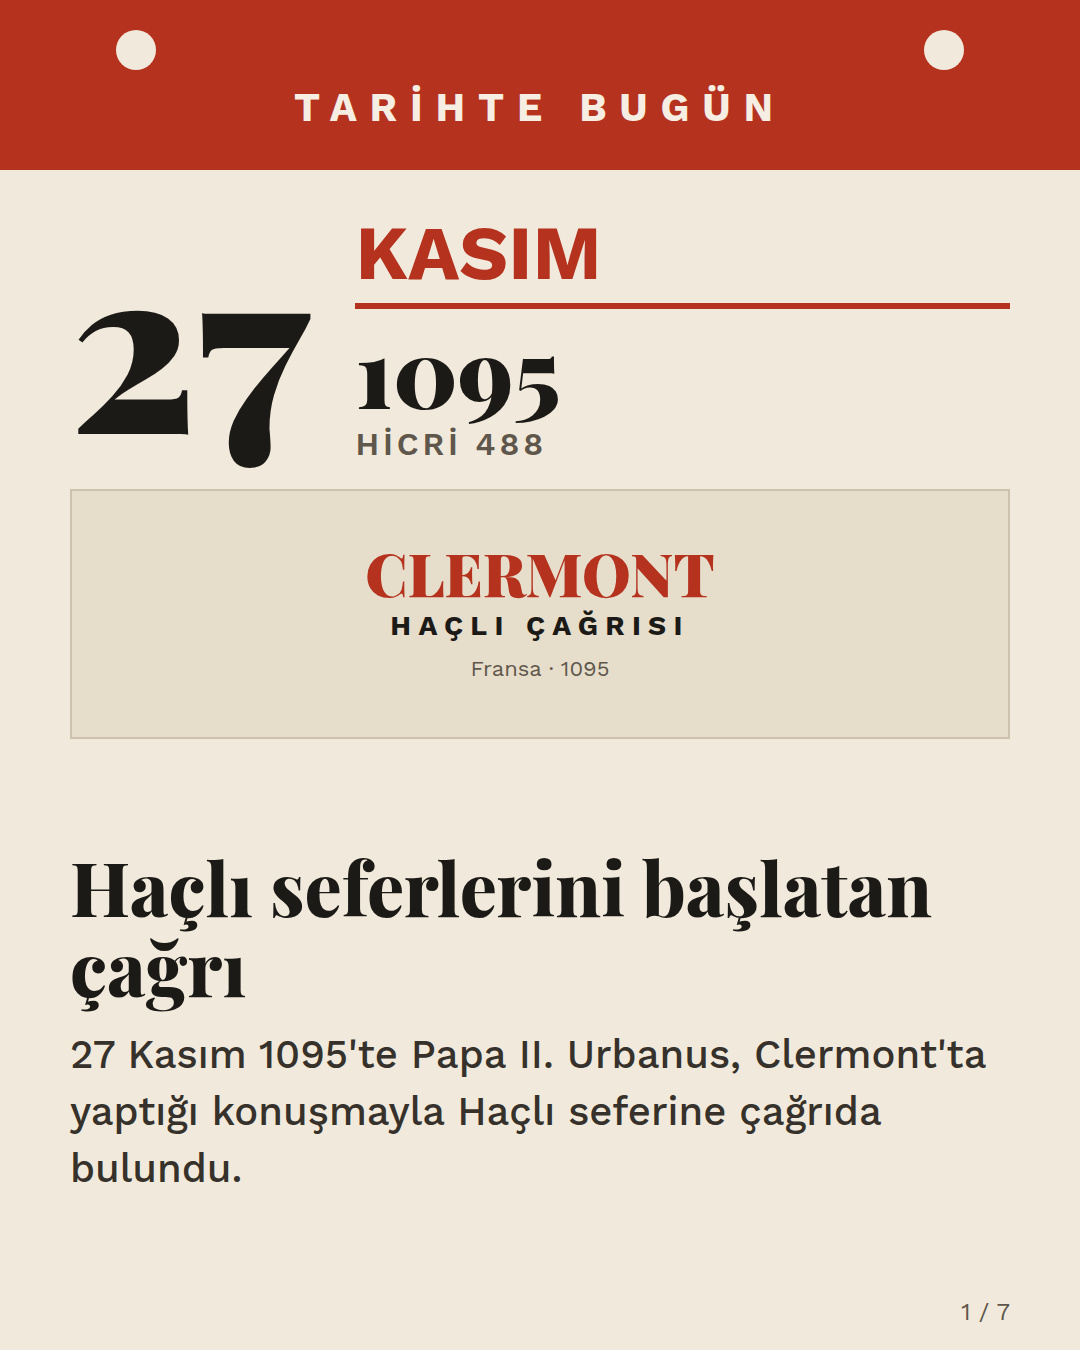 TARİHTE BUGÜN
27
KASIM
1095
HİCRİ 488
CLERMONT
HAÇLI ÇAĞRISI
Fransa · 1095
Haçlı seferlerini başlatan
çağrı
27 Kasım 1095'te Papa II. Urbanus, Clermont'ta
yaptığı konuşmayla Haçlı seferine çağrıda
bulundu.
1 / 7